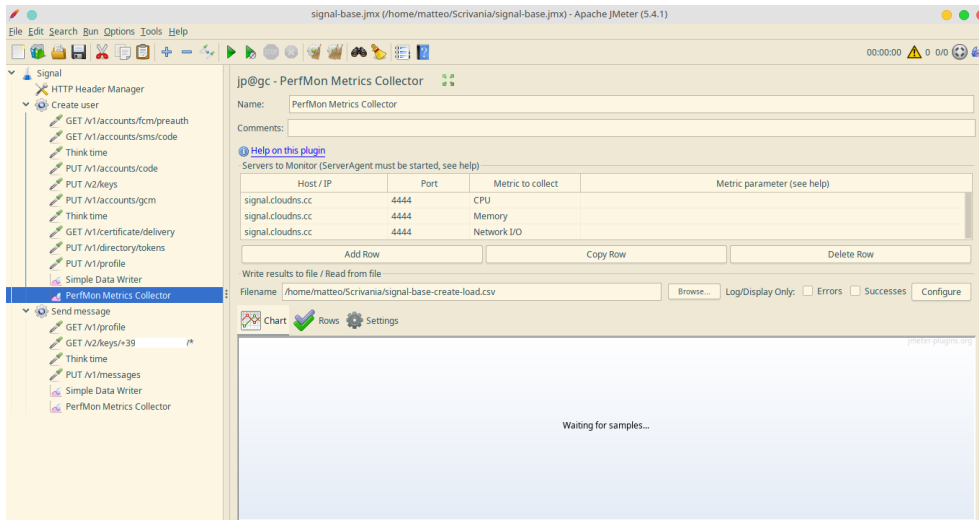 signal-base.jmx (/home/matteo/Scrivania/signal-base.jmx) - Apache JMeter (5.4.1)
File Edit Search Run Options Tools Help
00:00:00 0 0/0
Signal
HTTP Header Manager
Create user
GET /v1/accounts/fcm/preauth
GET /v1/accounts/sms/code
Think time
PUT /v1/accounts/code
PUT /v2/keys
PUT /v1/accounts/gcm
Think time
GET /v1/certificate/delivery
PUT /v1/directory/tokens
PUT /v1/profile
Simple Data Writer
PerfMon Metrics Collector
Send message
GET /v1/profile
GET /v2/keys/+39 /*
Think time
PUT /v1/messages
Simple Data Writer
PerfMon Metrics Collector
jp@gc - PerfMon Metrics Collector
Name: PerfMon Metrics Collector
Comments:
Help on this plugin
Servers to Monitor (ServerAgent must be started, see help)
Host / IP Port Metric to collect Metric parameter (see help)
signal.cloudns.cc 4444 CPU
signal.cloudns.cc 4444 Memory
signal.cloudns.cc 4444 Network I/O
Add Row Copy Row Delete Row
Write results to file / Read from file
Filename /home/matteo/Scrivania/signal-base-create-load.csv Browse... Log/Display Only: Errors Successes Configure
Chart Rows Settings
jmeter-plugins.org
Waiting for samples...